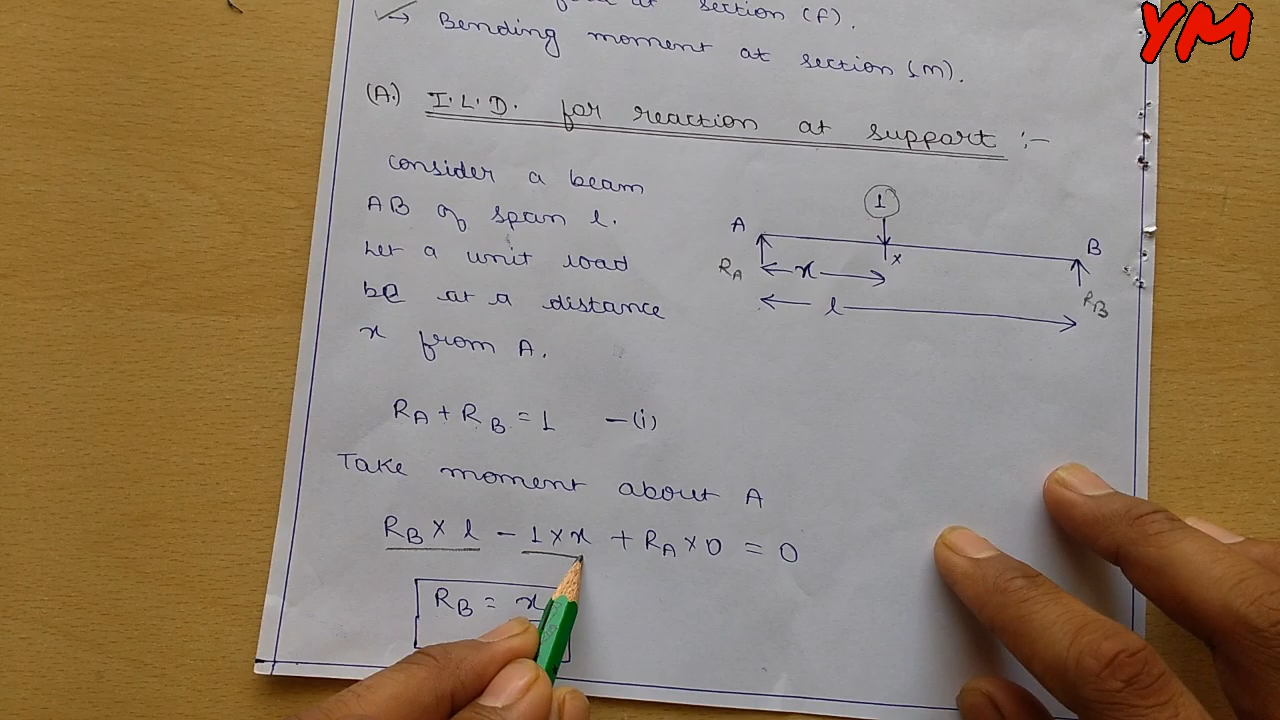 at section (F).
→ Bending moment at section (M).
(A.) I.L.D. for reaction at support :-
Consider a beam
AB of span l.
Let a unit load
be at a distance
x from A.
1
A
B
x
RA
x
RB
l
RA + RB = 1 —(i)
Take moment about A
RB × l - 1 × x + RA × 0 = 0
RB = x
YM